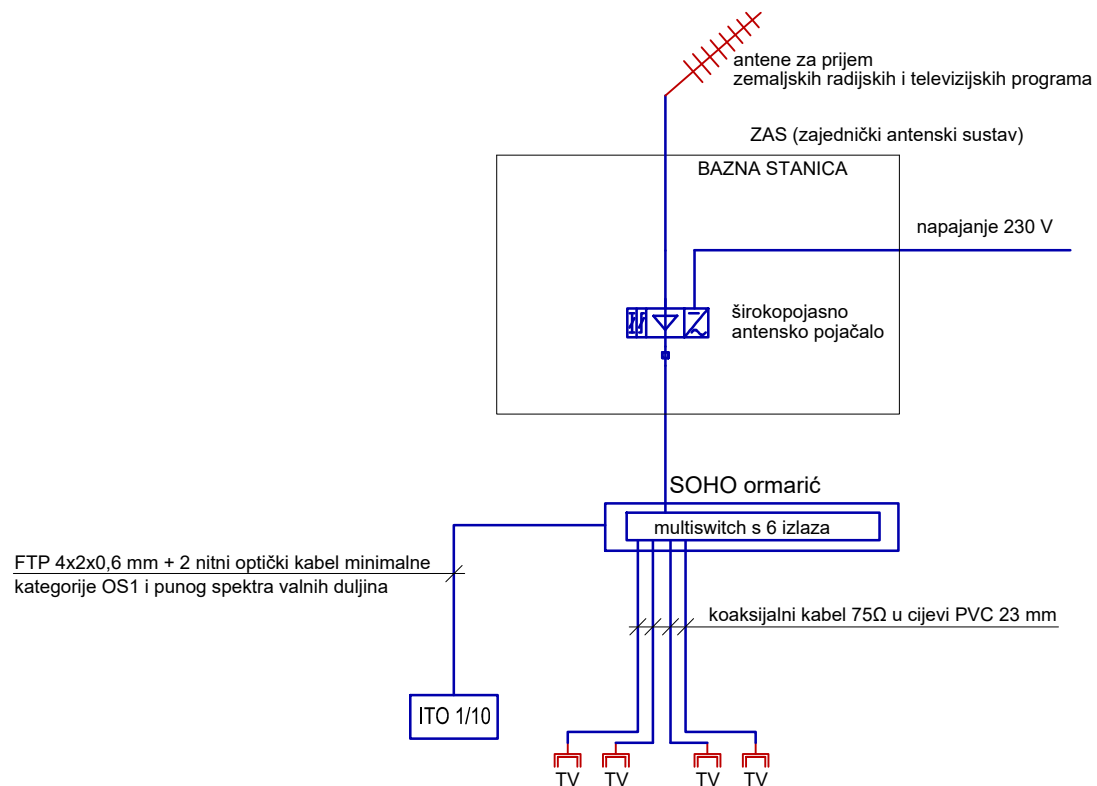 antene za prijem
zemaljskih radijskih i televizijskih programa
ZAS (zajednički antenski sustav)
BAZNA STANICA
napajanje 230 V
širokopojasno
antensko pojačalo
SOHO ormarić
multiswitch s 6 izlaza
FTP 4x2x0,6 mm + 2 nitni optički kabel minimalne
kategorije OS1 i punog spektra valnih duljina
koaksijalni kabel 75Ω u cijevi PVC 23 mm
ITO 1/10
TV TV TV TV